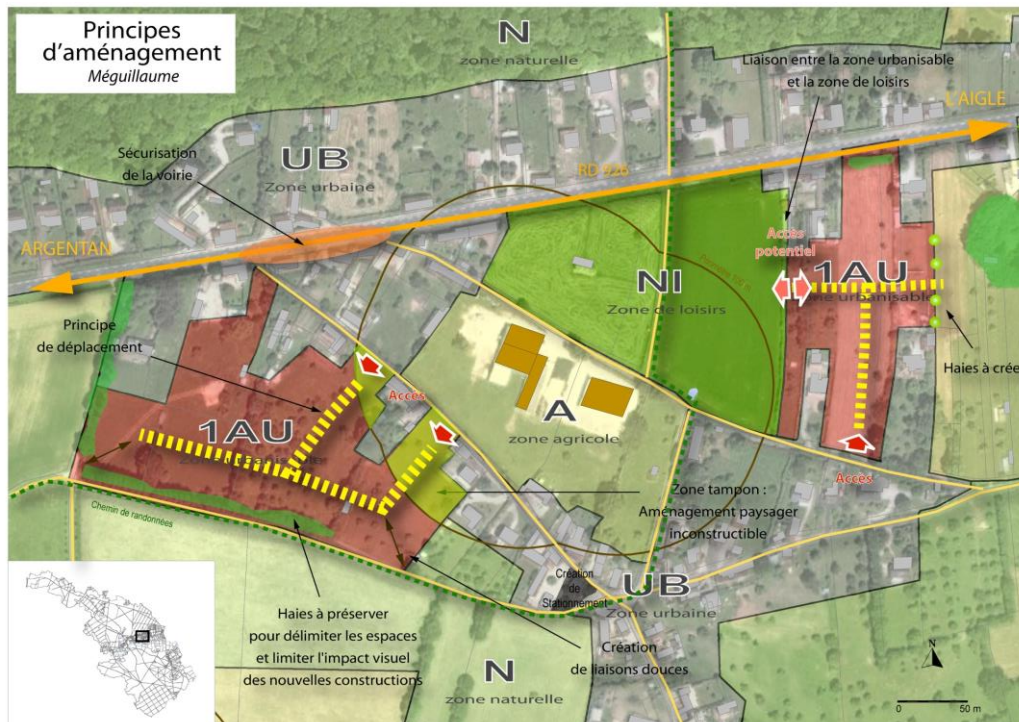 Principes
d'aménagement
Méguillaume
N
zone naturelle
Liaison entre la zone urbanisable
et la zone de loisirs
L'AIGLE
Sécurisation
de la voirie
UB
Zone urbaine
RD 926
ARGENTAN
Accès
potentiel
1AU
urbanisable
NI
Zone de loisirs
Principe
de déplacement
Haies à crée
Accès
A
zone agricole
1AU
Accès
Zone tampon :
Aménagement paysager
inconstructible
Chemin de randonnées
Création
de
Stationnement
UB
Zone urbaine
Haies à préserver
pour délimiter les espaces
et limiter l'impact visuel
des nouvelles constructions
Création
de liaisons douces
N
zone naturelle
N
0
50 m